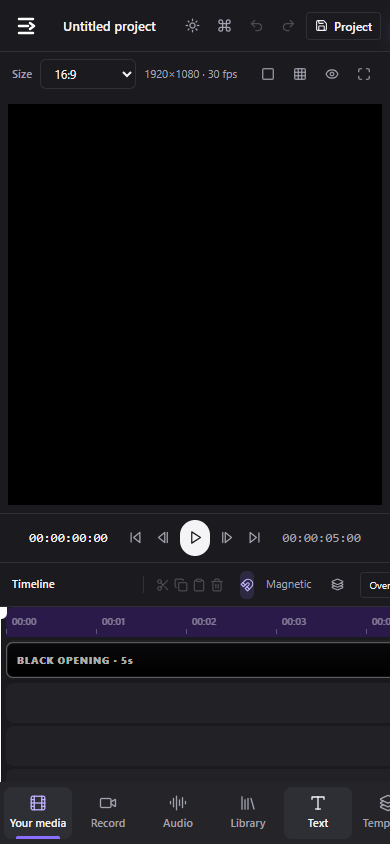 Untitled project
Project
Size 16:9 1920×1080 · 30 fps
00:00:00:00 00:00:05:00
Timeline Magnetic Over
00:00 00:01 00:02 00:03 00:0
BLACK OPENING · 5s
Your media Record Audio Library Text Temp